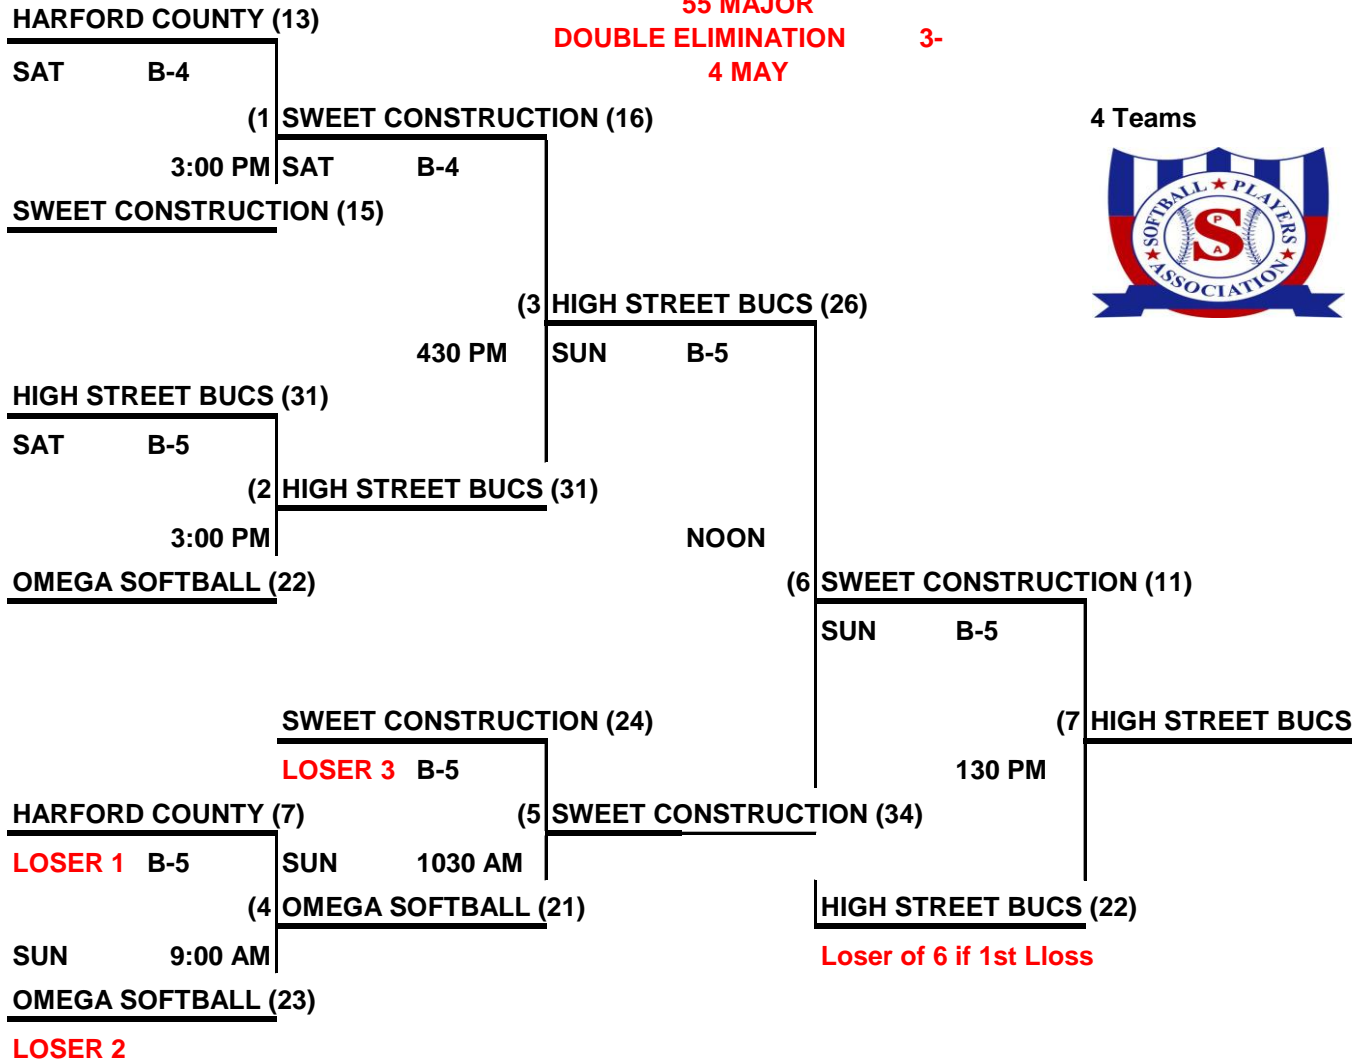 55 MAJOR
HARFORD COUNTY (13)
DOUBLE ELIMINATION 3-
SAT B-4
4 MAY
(1 SWEET CONSTRUCTION (16)
4 Teams
3:00 PM SAT B-4
SWEET CONSTRUCTION (15)
SOFTBALL ★ PLAYERS
P
S
A
★ ASSOCIATION ★
(3 HIGH STREET BUCS (26)
430 PM SUN B-5
HIGH STREET BUCS (31)
SAT B-5
(2 HIGH STREET BUCS (31)
3:00 PM NOON
OMEGA SOFTBALL (22)
(6 SWEET CONSTRUCTION (11)
SUN B-5
SWEET CONSTRUCTION (24)
(7 HIGH STREET BUCS
LOSER 3 B-5
130 PM
HARFORD COUNTY (7)
(5 SWEET CONSTRUCTION (34)
LOSER 1 B-5 SUN 1030 AM
(4 OMEGA SOFTBALL (21)
HIGH STREET BUCS (22)
SUN 9:00 AM
Loser of 6 if 1st Lloss
OMEGA SOFTBALL (23)
LOSER 2